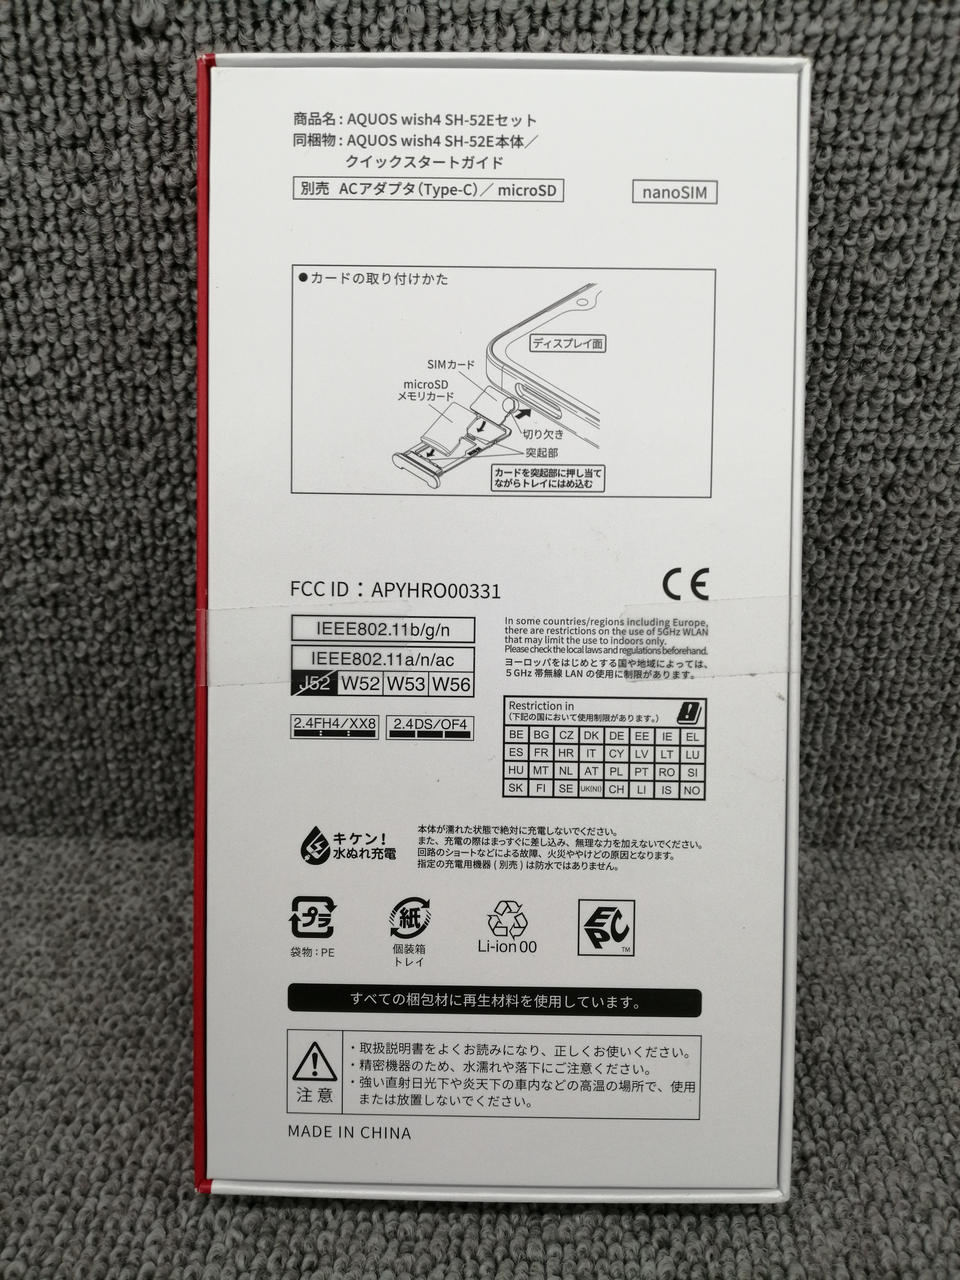 商品名：AQUOS wish4 SH-52Eセット
同梱物：AQUOS wish4 SH-52E本体／
クイックスタートガイド
別売 ACアダプタ（Type-C）／ microSD
nanoSIM
●カードの取り付けかた
ディスプレイ面
SIMカード
microSD
メモリカード
切り欠き
突起部
カードを突起部に押し当て
ながらトレイにはめ込む
FCC ID：APYHRO00331
CE
IEEE802.11b/g/n
IEEE802.11a/n/ac
J52 W52 W53 W56
2.4FH4/XX8 2.4DS/OF4
In some countries/regions including Europe,
there are restrictions on the use of 5GHz WLAN
that may limit the use to indoors only.
Please check the local laws and regulations beforehand.
ヨーロッパをはじめとする国や地域によっては、
5 GHz 帯無線 LAN の使用に制限があります。
Restriction in
（下記の国において使用制限があります。）
BE BG CZ DK DE EE IE EL
ES FR HR IT CY LV LT LU
HU MT NL AT PL PT RO SI
SK FI SE UK(NI) CH LI IS NO
キケン！
水ぬれ充電
本体が濡れた状態で絶対に充電しないでください。
また、充電の際はまっすぐに差し込み、無理な力を加えないでください。
回路のショートなどによる故障、火災ややけどの原因となります。
指定の充電用機器 ( 別売 ) は防水ではありません。
プラ
袋物：PE
紙
個装箱
トレイ
Li-ion 00
EPC
TM
すべての梱包材に再生材料を使用しています。
注意
・取扱説明書をよくお読みになり、正しくお使いください。
・精密機器のため、水濡れや落下にご注意ください。
・強い直射日光下や炎天下の車内などの高温の場所で、使用
または放置しないでください。
MADE IN CHINA